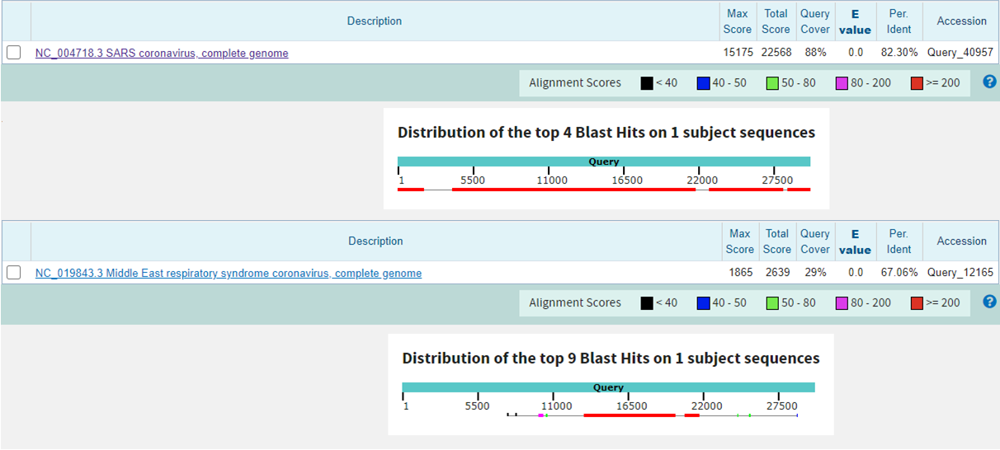 Description Max Score Total Score Query Cover E value Per. Ident Accession
NC_004718.3 SARS coronavirus, complete genome 15175 22568 88% 0.0 82.30% Query_40957
Alignment Scores < 40 40 - 50 50 - 80 80 - 200 >= 200 ?
Distribution of the top 4 Blast Hits on 1 subject sequences
Query
1 5500 11000 16500 22000 27500
Description Max Score Total Score Query Cover E value Per. Ident Accession
NC_019843.3 Middle East respiratory syndrome coronavirus, complete genome 1865 2639 29% 0.0 67.06% Query_12165
Alignment Scores < 40 40 - 50 50 - 80 80 - 200 >= 200 ?
Distribution of the top 9 Blast Hits on 1 subject sequences
Query
1 5500 11000 16500 22000 27500